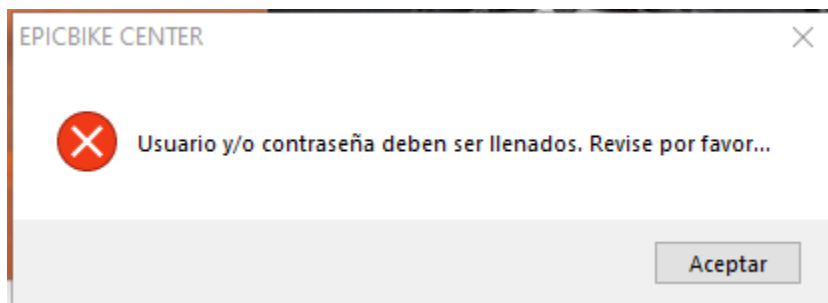 EPICBIKE CENTER
Usuario y/o contraseña deben ser llenados. Revise por favor...
Aceptar